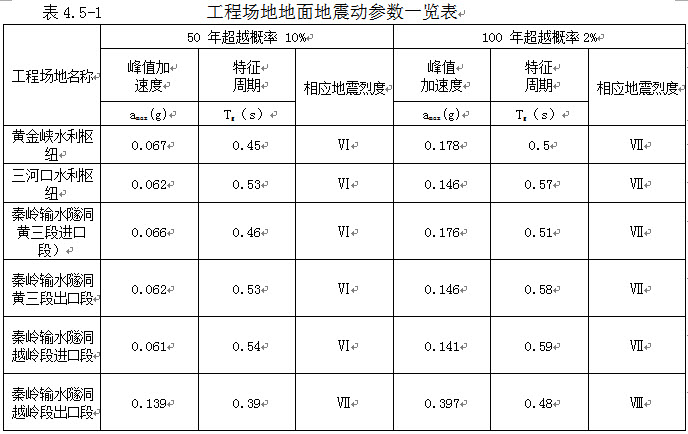 表 4.5-1 工程场地地面地震动参数一览表
工程场地名称 50 年超越概率 10% 100 年超越概率 2%
峰值加
速度 特征
周期 相应地震烈度 峰值
加速度 特征
周期 相应地震烈度
amax(g) Tg（s） amax(g) Tg（s）
黄金峡水利枢
纽 0.067 0.45 Ⅵ 0.178 0.5 Ⅶ
三河口水利枢
纽 0.062 0.53 Ⅵ 0.146 0.57 Ⅶ
秦岭输水隧洞
黄三段进口
段） 0.066 0.46 Ⅵ 0.176 0.51 Ⅶ
秦岭输水隧洞
黄三段出口段 0.062 0.53 Ⅵ 0.146 0.58 Ⅶ
秦岭输水隧洞
越岭段进口段 0.061 0.54 Ⅵ 0.141 0.59 Ⅶ
秦岭输水隧洞
越岭段出口段 0.139 0.39 Ⅶ 0.397 0.48 Ⅷ